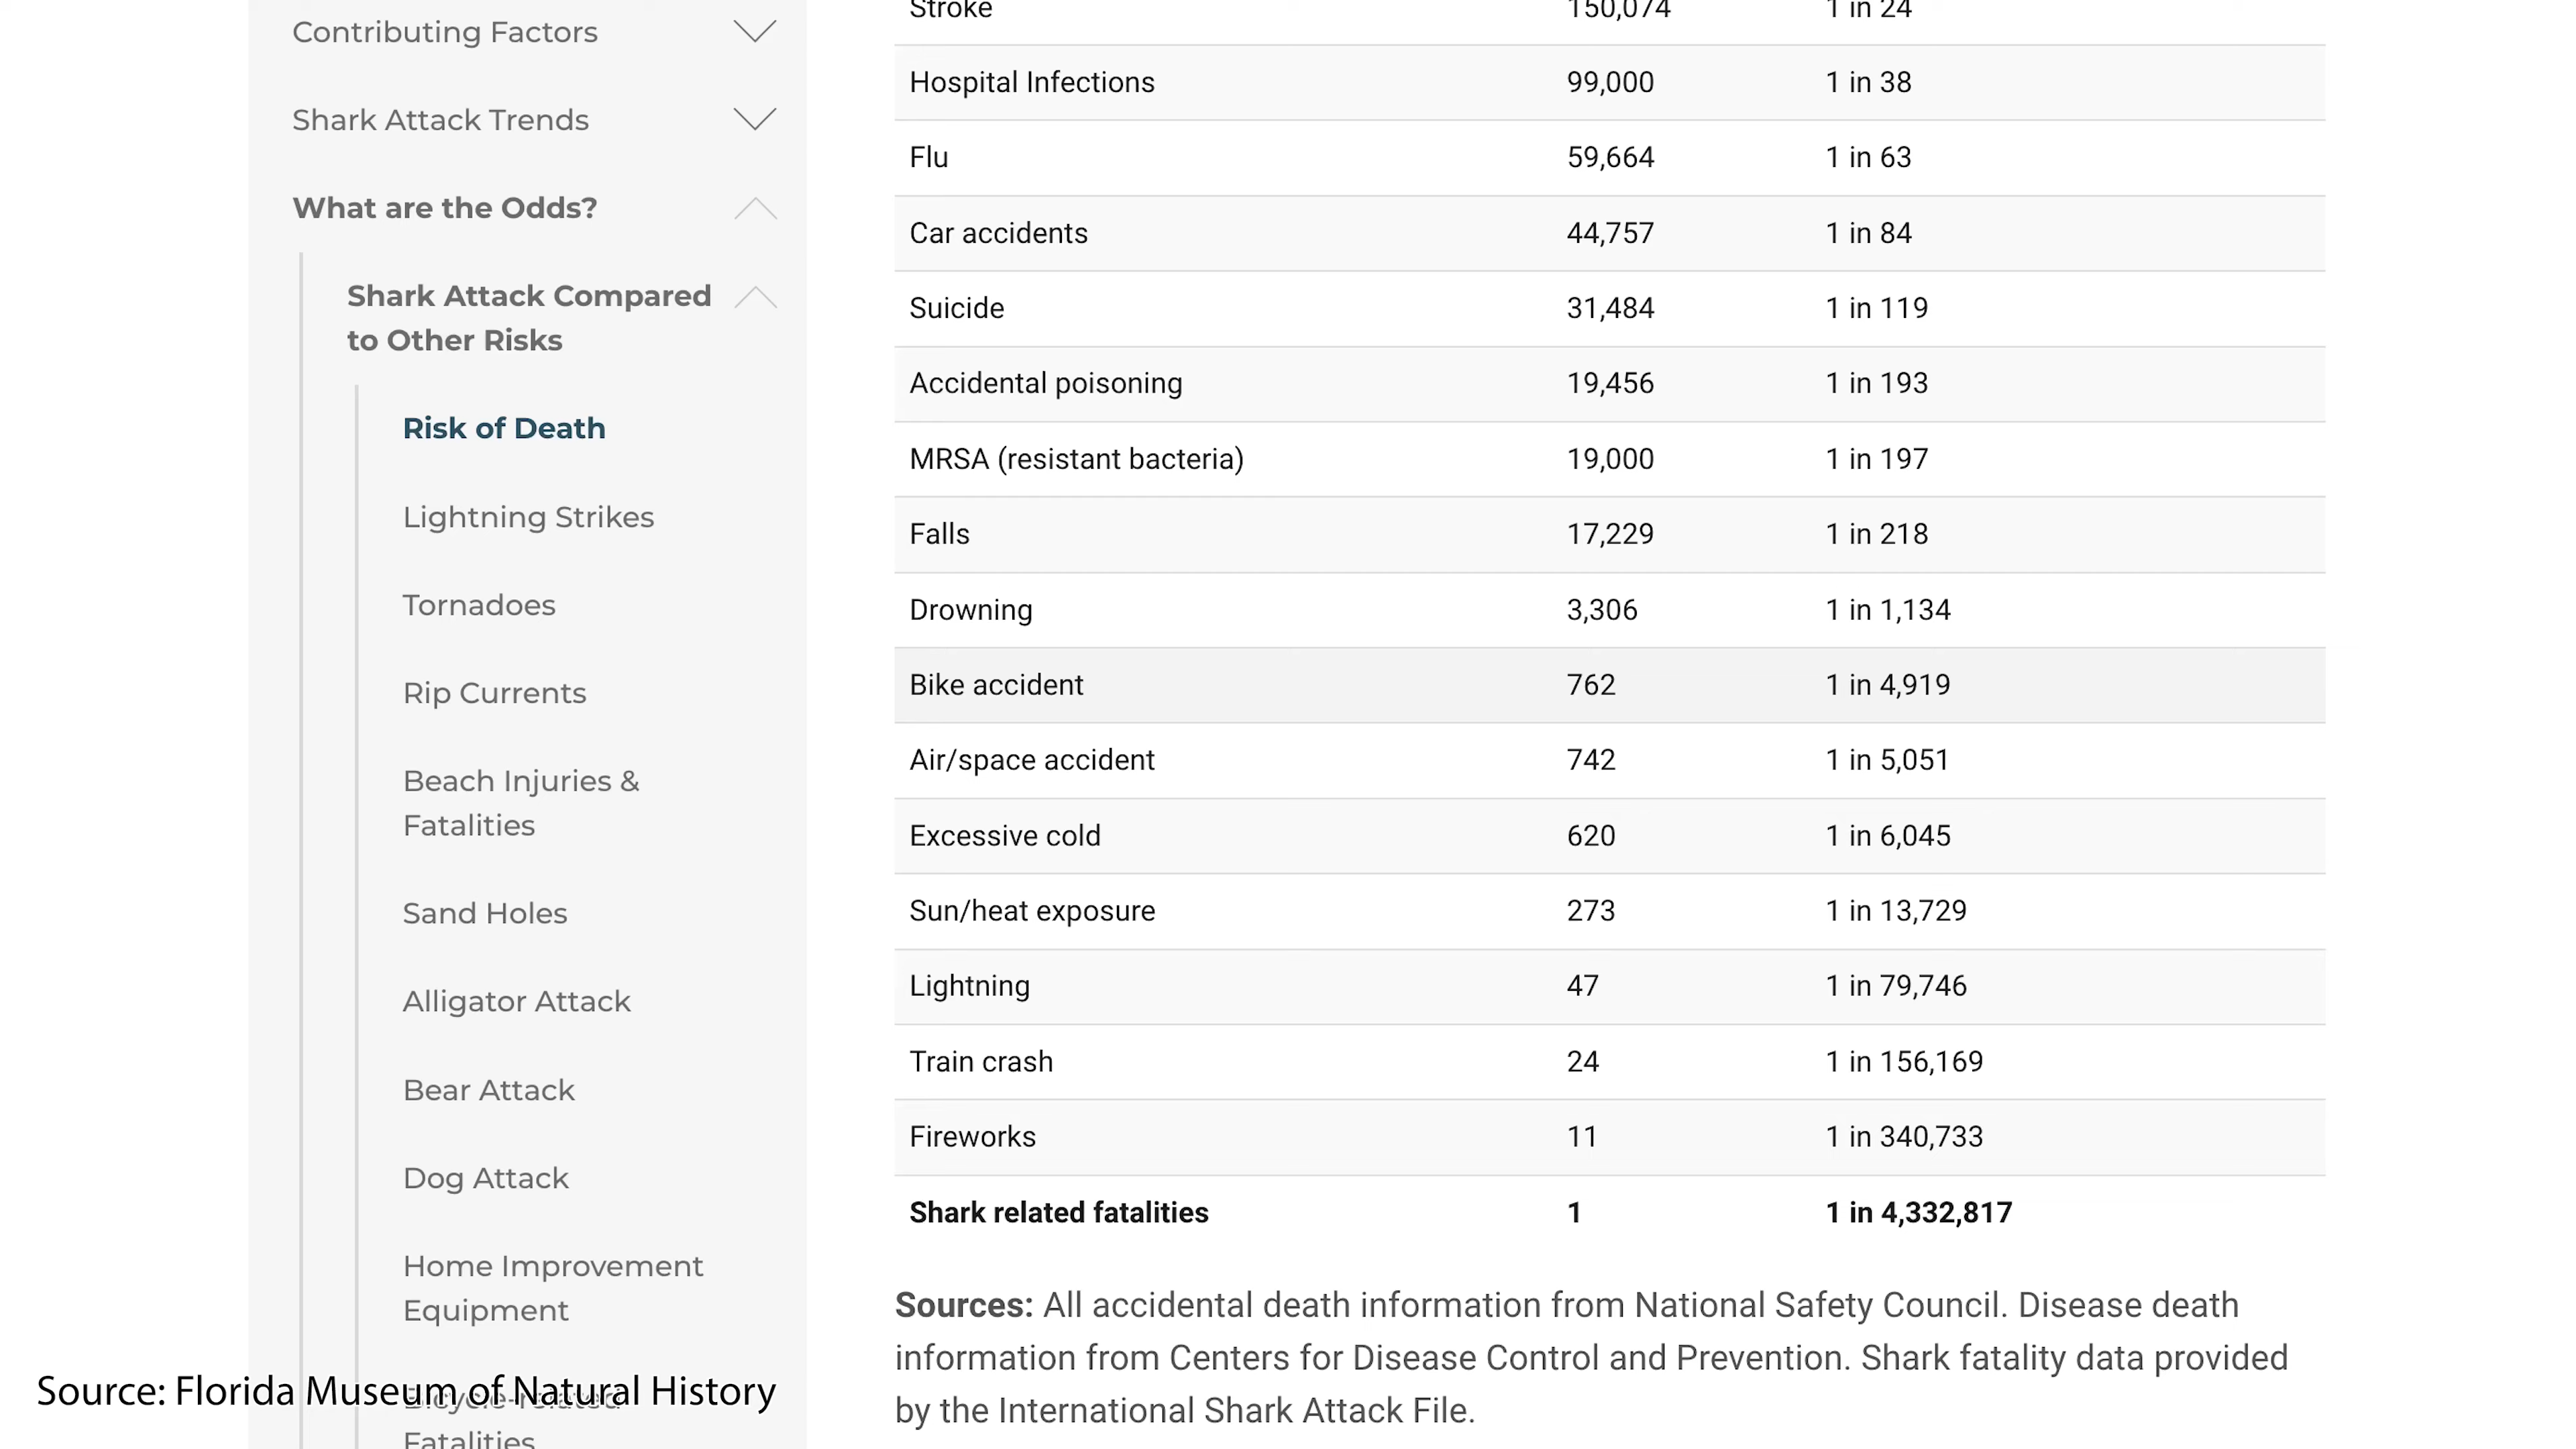 Contributing Factors
Shark Attack Trends
What are the Odds?
Shark Attack Compared
to Other Risks
Risk of Death
Lightning Strikes
Tornadoes
Rip Currents
Beach Injuries &
Fatalities
Sand Holes
Alligator Attack
Bear Attack
Dog Attack
Home Improvement
Equipment
Bicycle-related
Fatalities
Source: Florida Museum of Natural History
Stroke 150,074 1 in 24
Hospital Infections 99,000 1 in 38
Flu 59,664 1 in 63
Car accidents 44,757 1 in 84
Suicide 31,484 1 in 119
Accidental poisoning 19,456 1 in 193
MRSA (resistant bacteria) 19,000 1 in 197
Falls 17,229 1 in 218
Drowning 3,306 1 in 1,134
Bike accident 762 1 in 4,919
Air/space accident 742 1 in 5,051
Excessive cold 620 1 in 6,045
Sun/heat exposure 273 1 in 13,729
Lightning 47 1 in 79,746
Train crash 24 1 in 156,169
Fireworks 11 1 in 340,733
Shark related fatalities 1 1 in 4,332,817
Sources: All accidental death information from National Safety Council. Disease death
information from Centers for Disease Control and Prevention. Shark fatality data provided
by the International Shark Attack File.